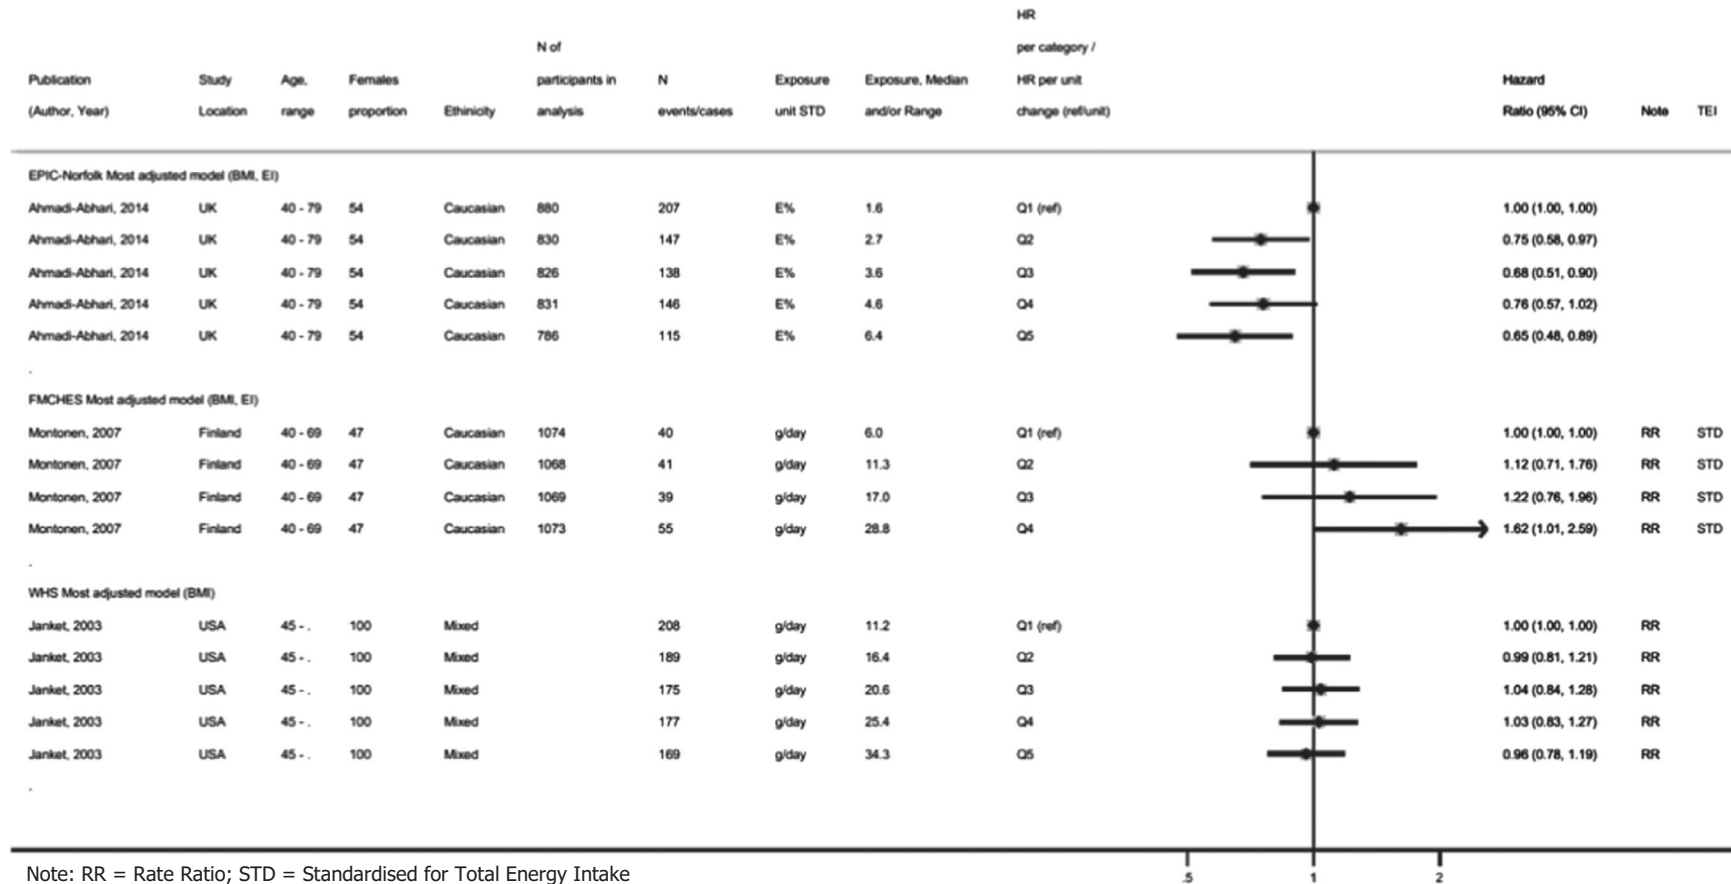 HR
N of per category /
Publication Study Age, Females participants in N Exposure Exposure, Median HR per unit Hazard
(Author, Year) Location range proportion Ethinicity analysis events/cases unit STD and/or Range change (ref/unit) Ratio (95% CI) Note TEI
EPIC-Norfolk Most adjusted model (BMI, EI)
Ahmadi-Abhari, 2014 UK 40 - 79 54 Caucasian 880 207 E% 1.6 Q1 (ref) 1.00 (1.00, 1.00)
Ahmadi-Abhari, 2014 UK 40 - 79 54 Caucasian 830 147 E% 2.7 Q2 0.75 (0.58, 0.97)
Ahmadi-Abhari, 2014 UK 40 - 79 54 Caucasian 826 138 E% 3.6 Q3 0.68 (0.51, 0.90)
Ahmadi-Abhari, 2014 UK 40 - 79 54 Caucasian 831 146 E% 4.6 Q4 0.76 (0.57, 1.02)
Ahmadi-Abhari, 2014 UK 40 - 79 54 Caucasian 786 115 E% 6.4 Q5 0.65 (0.48, 0.89)
.
FMCHES Most adjusted model (BMI, EI)
Montonen, 2007 Finland 40 - 69 47 Caucasian 1074 40 g/day 6.0 Q1 (ref) 1.00 (1.00, 1.00) RR STD
Montonen, 2007 Finland 40 - 69 47 Caucasian 1068 41 g/day 11.3 Q2 1.12 (0.71, 1.76) RR STD
Montonen, 2007 Finland 40 - 69 47 Caucasian 1069 39 g/day 17.0 Q3 1.22 (0.76, 1.96) RR STD
Montonen, 2007 Finland 40 - 69 47 Caucasian 1073 55 g/day 28.8 Q4 1.62 (1.01, 2.59) RR STD
.
WHS Most adjusted model (BMI)
Janket, 2003 USA 45 - . 100 Mixed 208 g/day 11.2 Q1 (ref) 1.00 (1.00, 1.00) RR
Janket, 2003 USA 45 - . 100 Mixed 189 g/day 16.4 Q2 0.99 (0.81, 1.21) RR
Janket, 2003 USA 45 - . 100 Mixed 175 g/day 20.6 Q3 1.04 (0.84, 1.28) RR
Janket, 2003 USA 45 - . 100 Mixed 177 g/day 25.4 Q4 1.03 (0.83, 1.27) RR
Janket, 2003 USA 45 - . 100 Mixed 169 g/day 34.3 Q5 0.96 (0.78, 1.19) RR
.
.5 1 2
Note: RR = Rate Ratio; STD = Standardised for Total Energy Intake